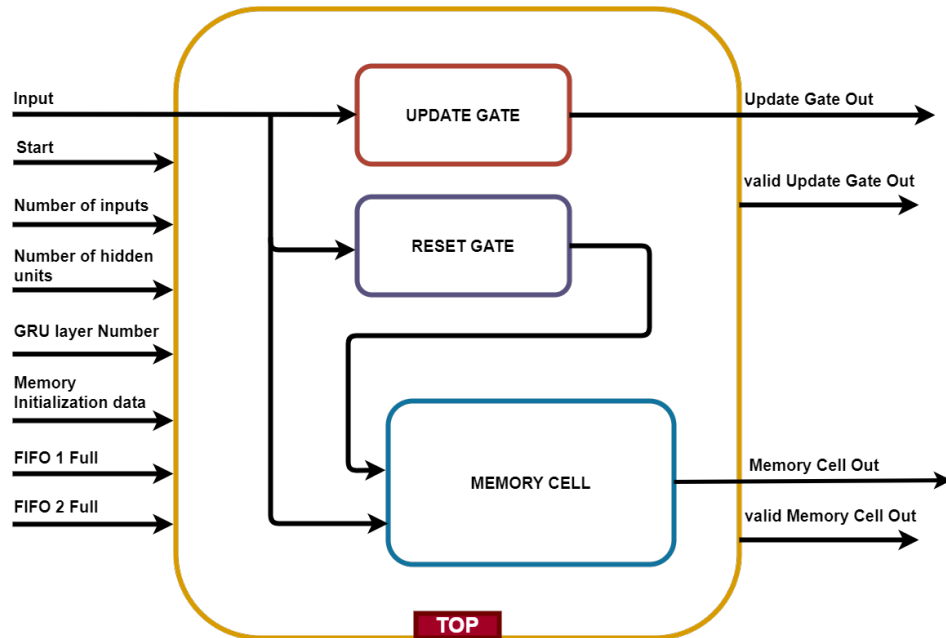 Input
Start
Number of inputs
Number of hidden
units
GRU layer Number
Memory
Initialization data
FIFO 1 Full
FIFO 2 Full
UPDATE GATE
RESET GATE
MEMORY CELL
Update Gate Out
valid Update Gate Out
Memory Cell Out
valid Memory Cell Out
TOP